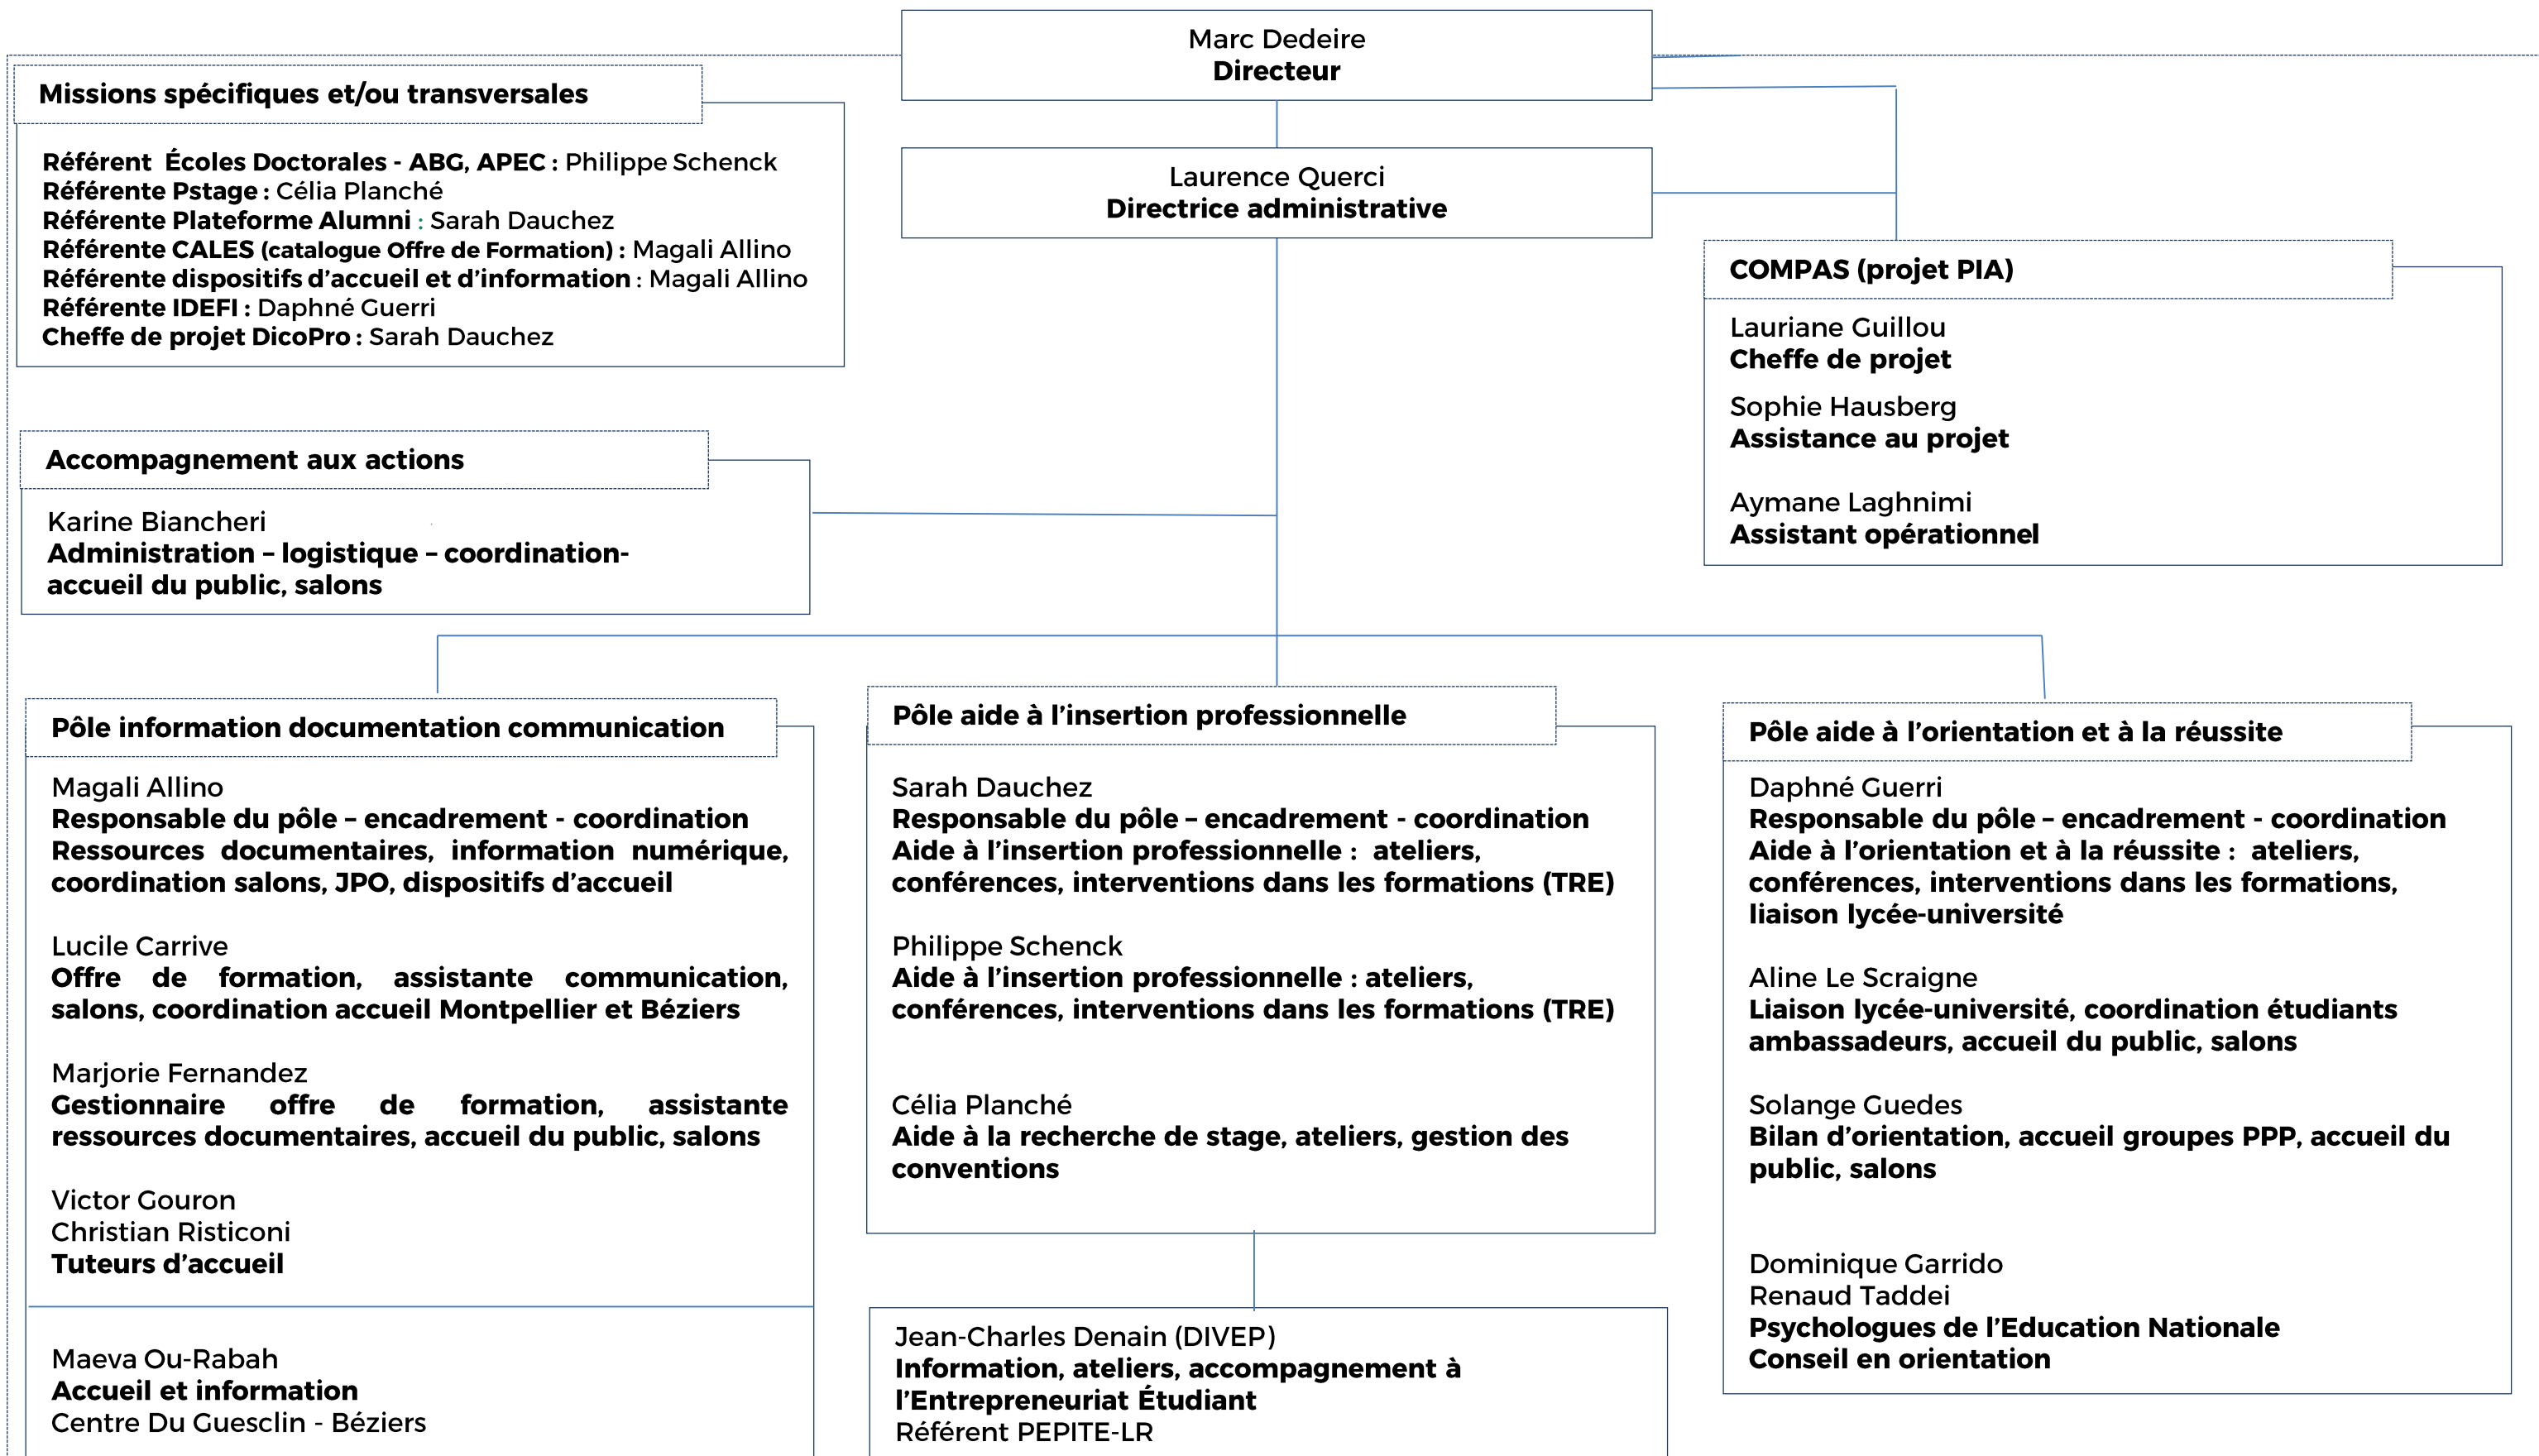 Marc Dedeire
Directeur
Missions spécifiques et/ou transversales
Référent Écoles Doctorales - ABG, APEC : Philippe Schenck
Référente Pstage : Célia Planché
Référente Plateforme Alumni : Sarah Dauchez
Référente CALES (catalogue Offre de Formation) : Magali Allino
Référente dispositifs d’accueil et d’information : Magali Allino
Référente IDEFI : Daphné Guerri
Cheffe de projet DicoPro : Sarah Dauchez
Laurence Querci
Directrice administrative
COMPAS (projet PIA)
Lauriane Guillou
Cheffe de projet
Sophie Hausberg
Assistance au projet
Aymane Laghnimi
Assistant opérationnel
Accompagnement aux actions
Karine Biancheri
Administration – logistique – coordination-
accueil du public, salons
Pôle information documentation communication
Magali Allino
Responsable du pôle – encadrement - coordination
Ressources documentaires, information numérique,
coordination salons, JPO, dispositifs d’accueil
Lucile Carrive
Offre de formation, assistante communication,
salons, coordination accueil Montpellier et Béziers
Marjorie Fernandez
Gestionnaire offre de formation, assistante
ressources documentaires, accueil du public, salons
Victor Gouron
Christian Risticoni
Tuteurs d’accueil
Maeva Ou-Rabah
Accueil et information
Centre Du Guesclin - Béziers
Pôle aide à l’insertion professionnelle
Sarah Dauchez
Responsable du pôle – encadrement - coordination
Aide à l’insertion professionnelle : ateliers,
conférences, interventions dans les formations (TRE)
Philippe Schenck
Aide à l’insertion professionnelle : ateliers,
conférences, interventions dans les formations (TRE)
Célia Planché
Aide à la recherche de stage, ateliers, gestion des
conventions
Jean-Charles Denain (DIVEP)
Information, ateliers, accompagnement à
l’Entrepreneuriat Étudiant
Référent PEPITE-LR
Pôle aide à l’orientation et à la réussite
Daphné Guerri
Responsable du pôle – encadrement - coordination
Aide à l’orientation et à la réussite : ateliers,
conférences, interventions dans les formations,
liaison lycée-université
Aline Le Scraigne
Liaison lycée-université, coordination étudiants
ambassadeurs, accueil du public, salons
Solange Guedes
Bilan d’orientation, accueil groupes PPP, accueil du
public, salons
Dominique Garrido
Renaud Taddei
Psychologues de l’Education Nationale
Conseil en orientation